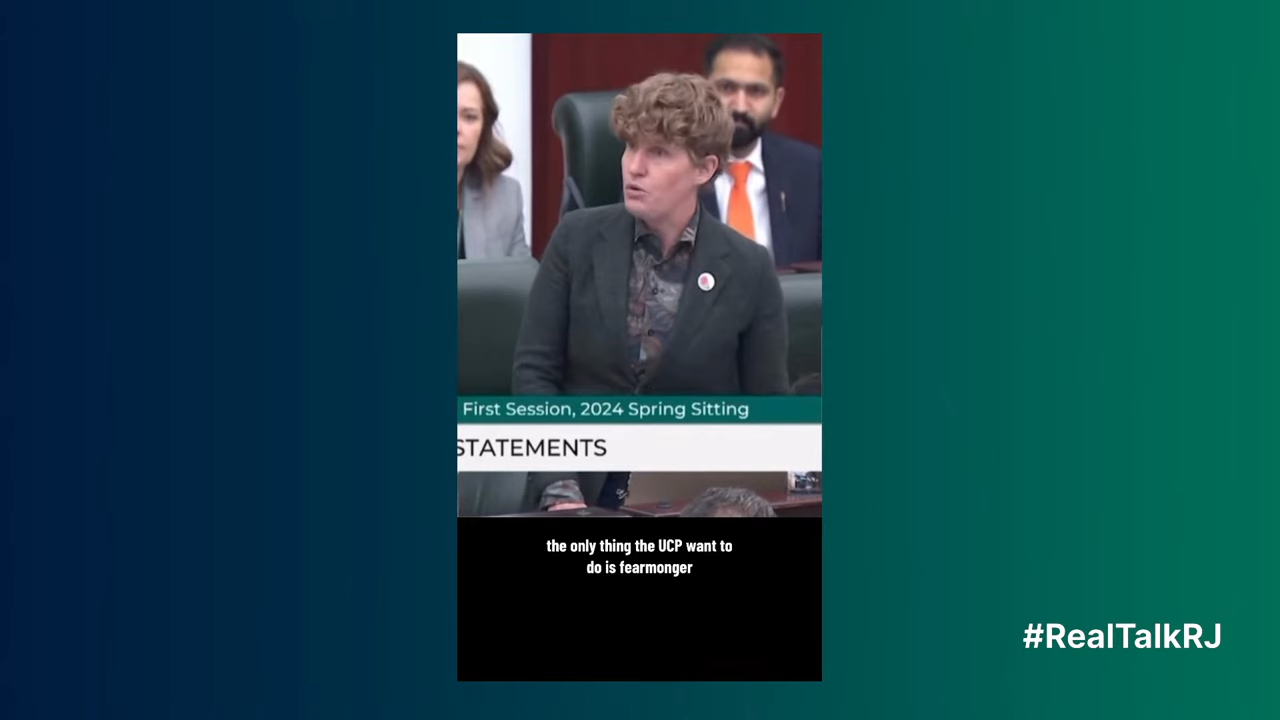 First Session, 2024 Spring Sitting
STATEMENTS
the only thing the UCP want to
do is fearmonger
#RealTalkRJ